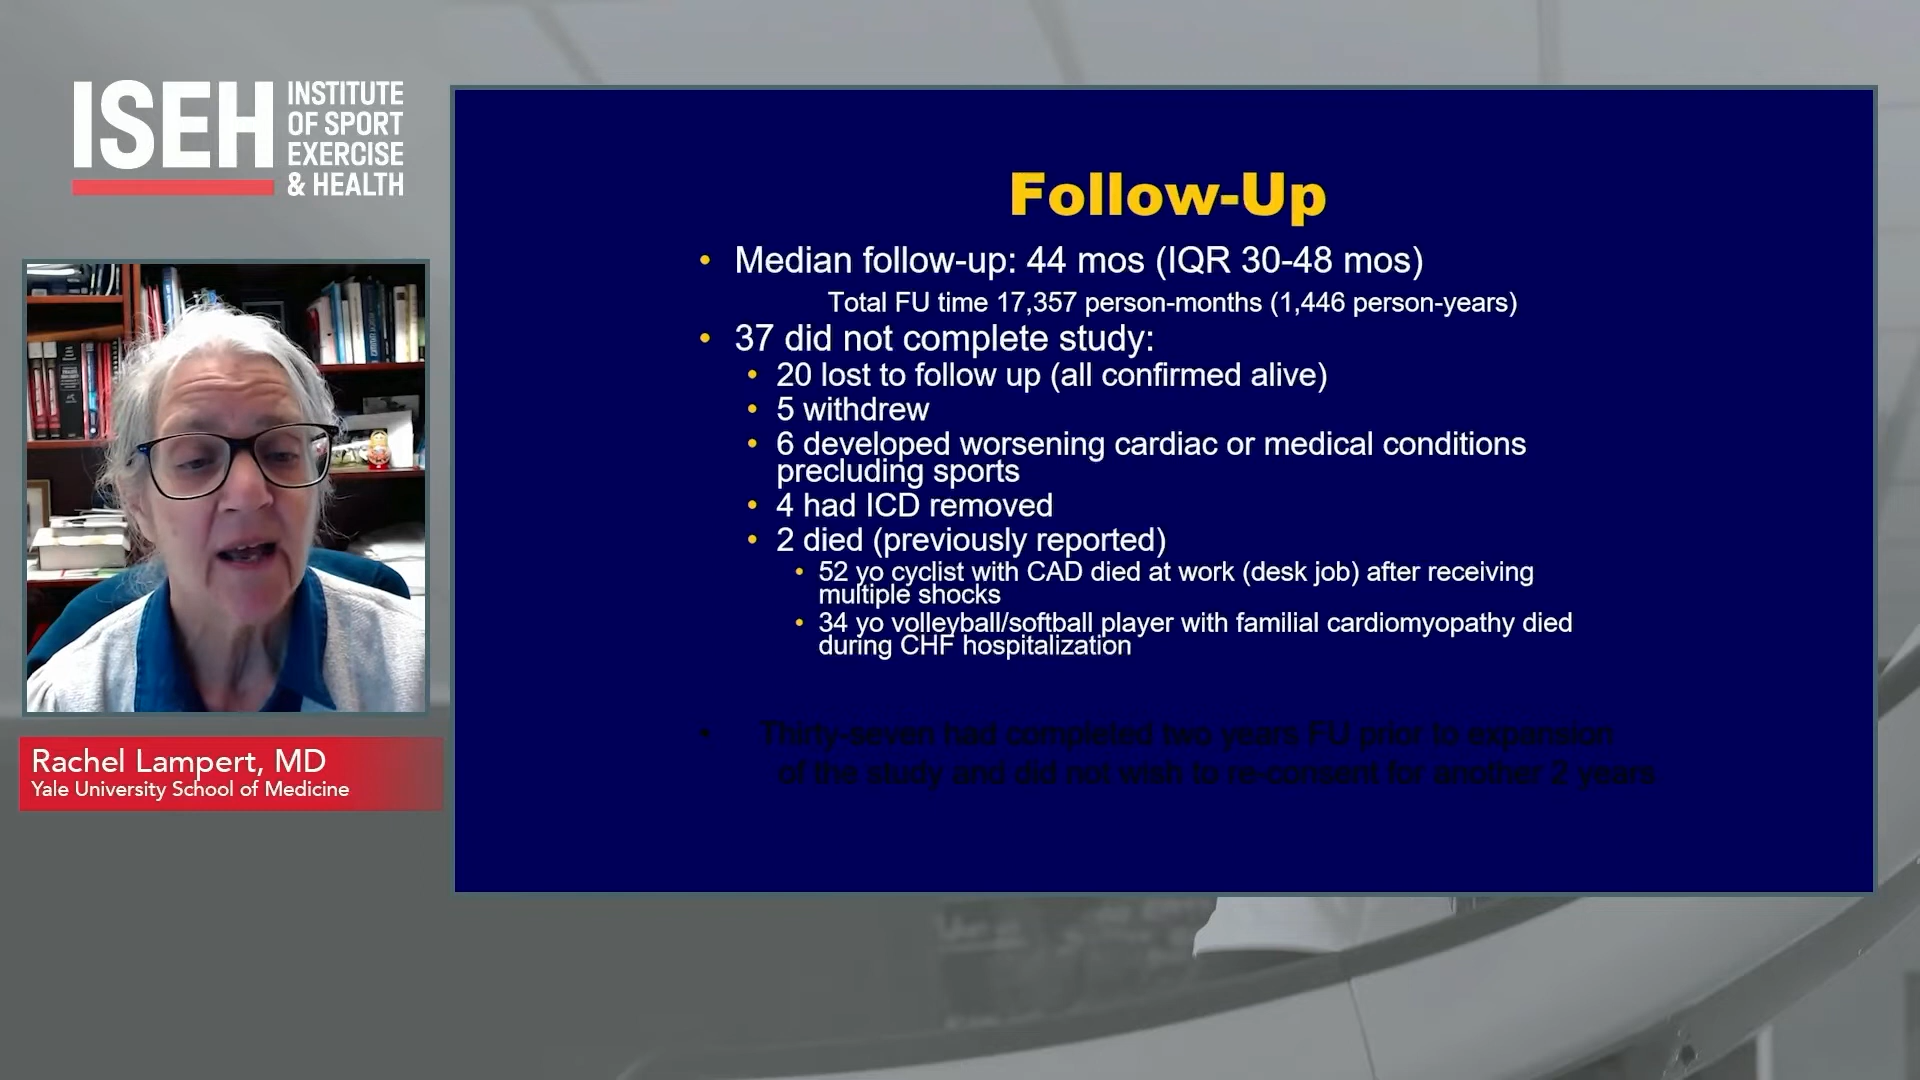 ISEH INSTITUTE
OF SPORT
EXERCISE
& HEALTH
Rachel Lampert, MD
Yale University School of Medicine
Follow-Up
• Median follow-up: 44 mos (IQR 30-48 mos)
Total FU time 17,357 person-months (1,446 person-years)
• 37 did not complete study:
• 20 lost to follow up (all confirmed alive)
• 5 withdrew
• 6 developed worsening cardiac or medical conditions
precluding sports
• 4 had ICD removed
• 2 died (previously reported)
• 52 yo cyclist with CAD died at work (desk job) after receiving
multiple shocks
• 34 yo volleyball/softball player with familial cardiomyopathy died
during CHF hospitalization
• Thirty-seven had completed two years FU prior to expansion
of the study and did not wish to re-consent for another 2 years